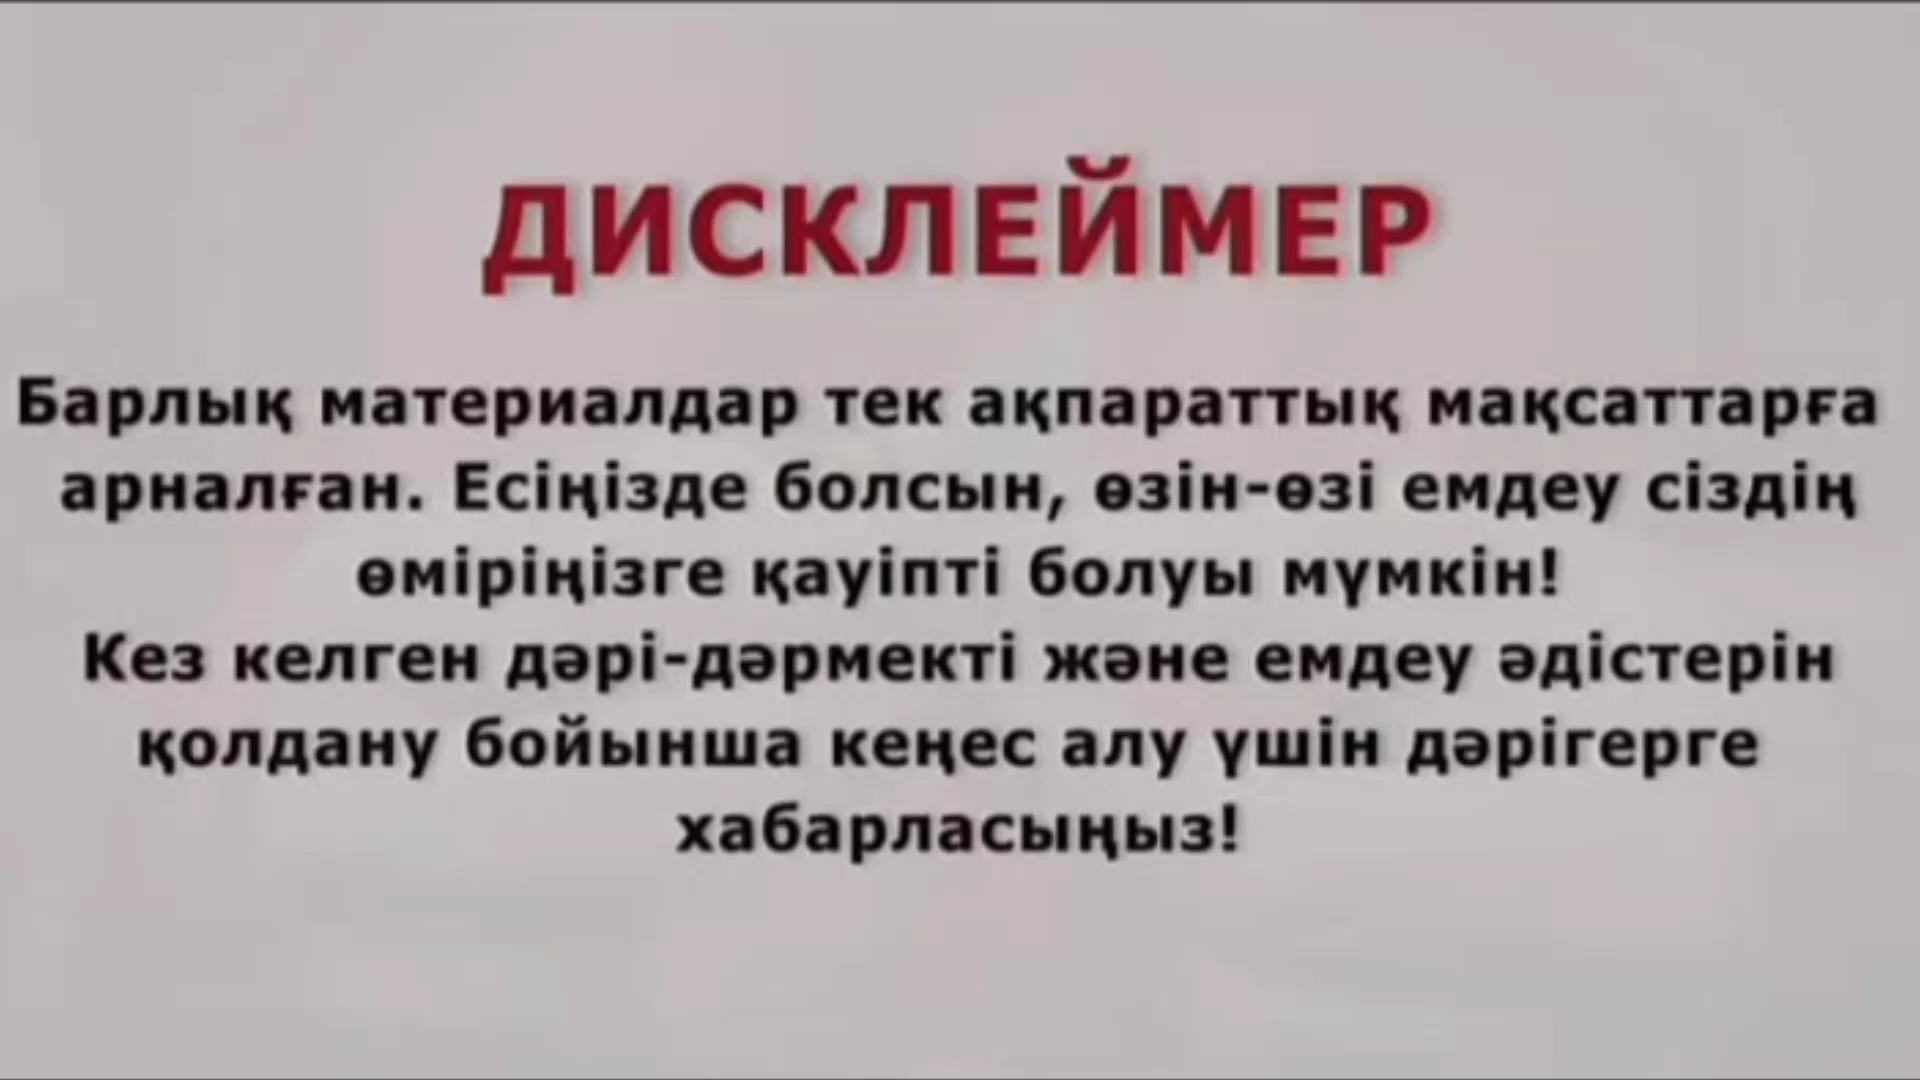 ДИСКЛЕЙМЕР
Барлық материалдар тек ақпараттық мақсаттарға
арналған. Есіңізде болсын, өзін-өзі емдеу сіздің
өміріңізге қауіпті болуы мүмкін!
Кез келген дәрі-дәрмекті және емдеу әдістерін
қолдану бойынша кеңес алу үшін дәрігерге
хабарласыңыз!